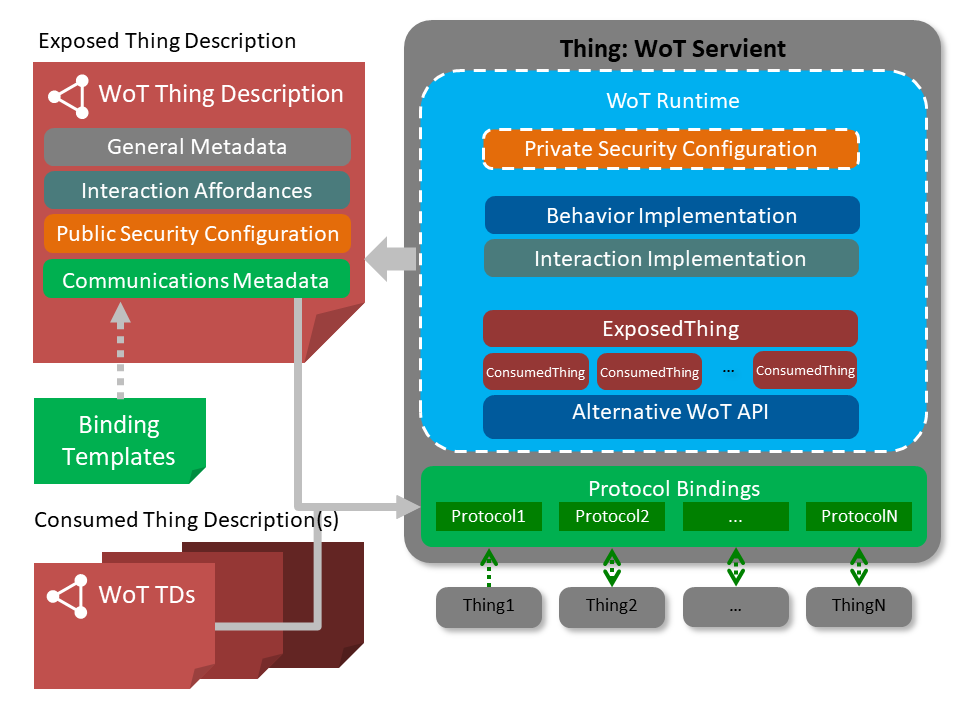 Exposed Thing Description
WoT Thing Description
General Metadata
Interaction Affordances
Public Security Configuration
Communications Metadata
Binding
Templates
Consumed Thing Description(s)
WoT TDs
Thing: WoT Servient
WoT Runtime
Private Security Configuration
Behavior Implementation
Interaction Implementation
ExposedThing
ConsumedThing ConsumedThing ... ConsumedThing
Alternative WoT API
Protocol Bindings
Protocol1 Protocol2 ... ProtocolN
Thing1 Thing2 ... ThingN